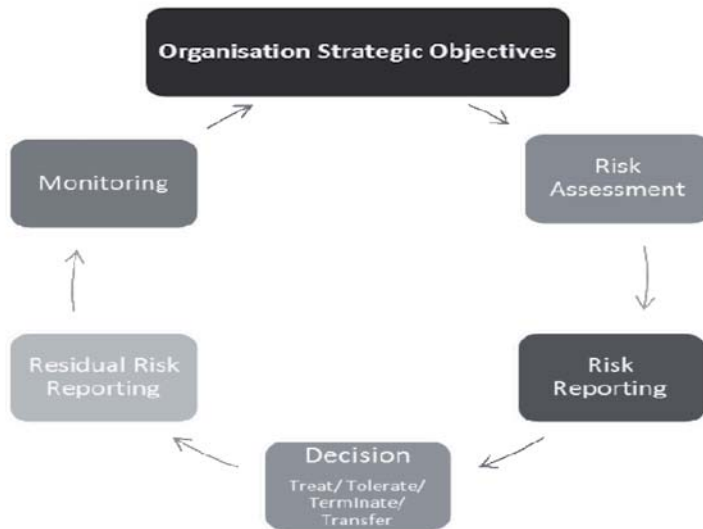 Organisation Strategic Objectives
Risk
Assessment
Risk
Reporting
Decision
Treat/ Tolerate/
Terminate/
Transfer
Residual Risk
Reporting
Monitoring